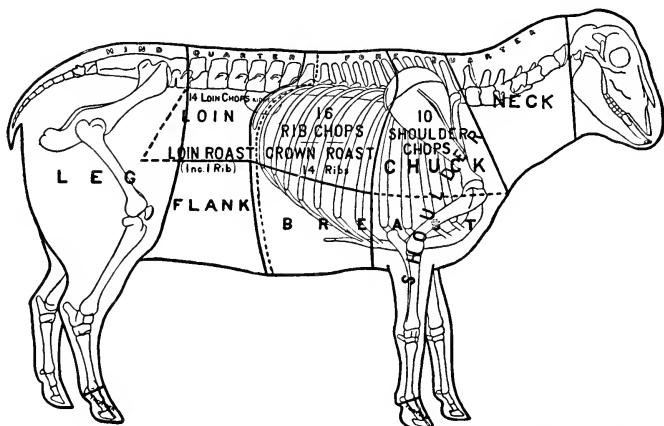 HIND QUARTER
FORE QUARTER
NECK
14 LOIN CHOPS
LOIN
16
RIB CHOPS
10
SHOULDER
CHOPS
LOIN ROAST
(Inc. 1 Rib)
CROWN ROAST
14 Ribs
CHUCK
SHOULDER
LEG
FLANK
BREAST